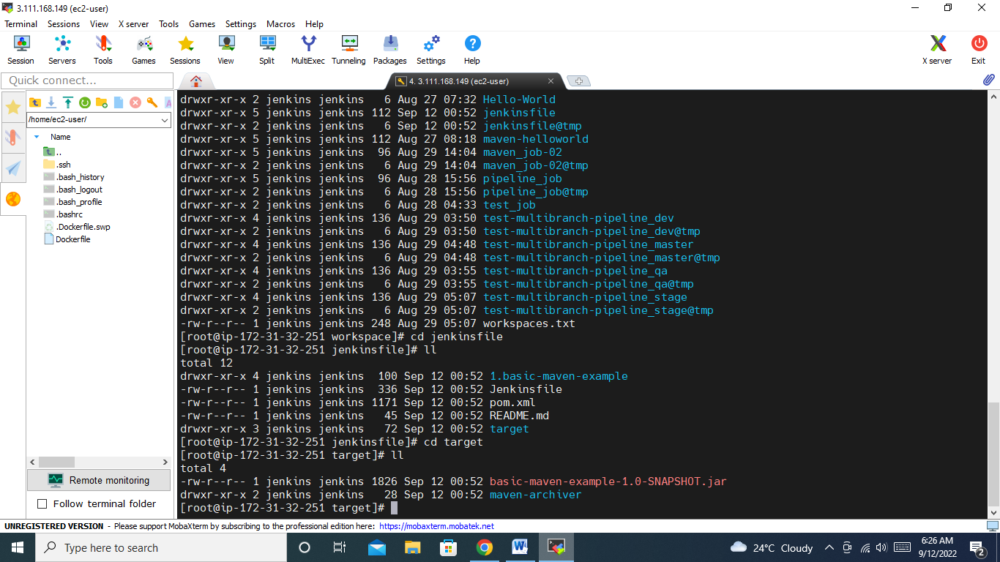 3.111.168.149 (ec2-user)
Terminal Sessions View X server Tools Games Settings Macros Help
Session Servers Tools Games Sessions View Split MultiExec Tunneling Packages Settings Help X server Exit
Quick connect...
4. 3.111.168.149 (ec2-user)
/home/ec2-user/
Name
..
.ssh
.bash_history
.bash_logout
.bash_profile
.bashrc
.Dockerfile.swp
Dockerfile
Remote monitoring
Follow terminal folder
drwxr-xr-x 2 jenkins jenkins   6 Aug 27 07:32 Hello-World
drwxr-xr-x 5 jenkins jenkins 112 Sep 12 00:52 jenkinsfile
drwxr-xr-x 2 jenkins jenkins   6 Sep 12 00:52 jenkinsfile@tmp
drwxr-xr-x 5 jenkins jenkins 112 Aug 27 08:18 maven-helloworld
drwxr-xr-x 5 jenkins jenkins  96 Aug 29 14:04 maven_job-02
drwxr-xr-x 2 jenkins jenkins   6 Aug 29 14:04 maven_job-02@tmp
drwxr-xr-x 5 jenkins jenkins  96 Aug 28 15:56 pipeline_job
drwxr-xr-x 2 jenkins jenkins   6 Aug 28 15:56 pipeline_job@tmp
drwxr-xr-x 2 jenkins jenkins   6 Aug 28 04:33 test_job
drwxr-xr-x 4 jenkins jenkins 136 Aug 29 03:50 test-multibranch-pipeline_dev
drwxr-xr-x 2 jenkins jenkins   6 Aug 29 03:50 test-multibranch-pipeline_dev@tmp
drwxr-xr-x 4 jenkins jenkins 136 Aug 29 04:48 test-multibranch-pipeline_master
drwxr-xr-x 2 jenkins jenkins   6 Aug 29 04:48 test-multibranch-pipeline_master@tmp
drwxr-xr-x 4 jenkins jenkins 136 Aug 29 03:55 test-multibranch-pipeline_qa
drwxr-xr-x 2 jenkins jenkins   6 Aug 29 03:55 test-multibranch-pipeline_qa@tmp
drwxr-xr-x 4 jenkins jenkins 136 Aug 29 05:07 test-multibranch-pipeline_stage
drwxr-xr-x 2 jenkins jenkins   6 Aug 29 05:07 test-multibranch-pipeline_stage@tmp
-rw-r--r-- 1 jenkins jenkins 248 Aug 29 05:07 workspaces.txt
[root@ip-172-31-32-251 workspace]# cd jenkinsfile
[root@ip-172-31-32-251 jenkinsfile]# ll
total 12
drwxr-xr-x 4 jenkins jenkins  100 Sep 12 00:52 1.basic-maven-example
-rw-r--r-- 1 jenkins jenkins  336 Sep 12 00:52 Jenkinsfile
-rw-r--r-- 1 jenkins jenkins 1171 Sep 12 00:52 pom.xml
-rw-r--r-- 1 jenkins jenkins   45 Sep 12 00:52 README.md
drwxr-xr-x 3 jenkins jenkins   72 Sep 12 00:52 target
[root@ip-172-31-32-251 jenkinsfile]# cd target
[root@ip-172-31-32-251 target]# ll
total 4
-rw-r--r-- 1 jenkins jenkins 1826 Sep 12 00:52 basic-maven-example-1.0-SNAPSHOT.jar
drwxr-xr-x 2 jenkins jenkins   28 Sep 12 00:52 maven-archiver
[root@ip-172-31-32-251 target]#
UNREGISTERED VERSION - Please support MobaXterm by subscribing to the professional edition here: https://mobaxterm.mobatek.net
Type here to search
24°C Cloudy
6:26 AM
9/12/2022
2